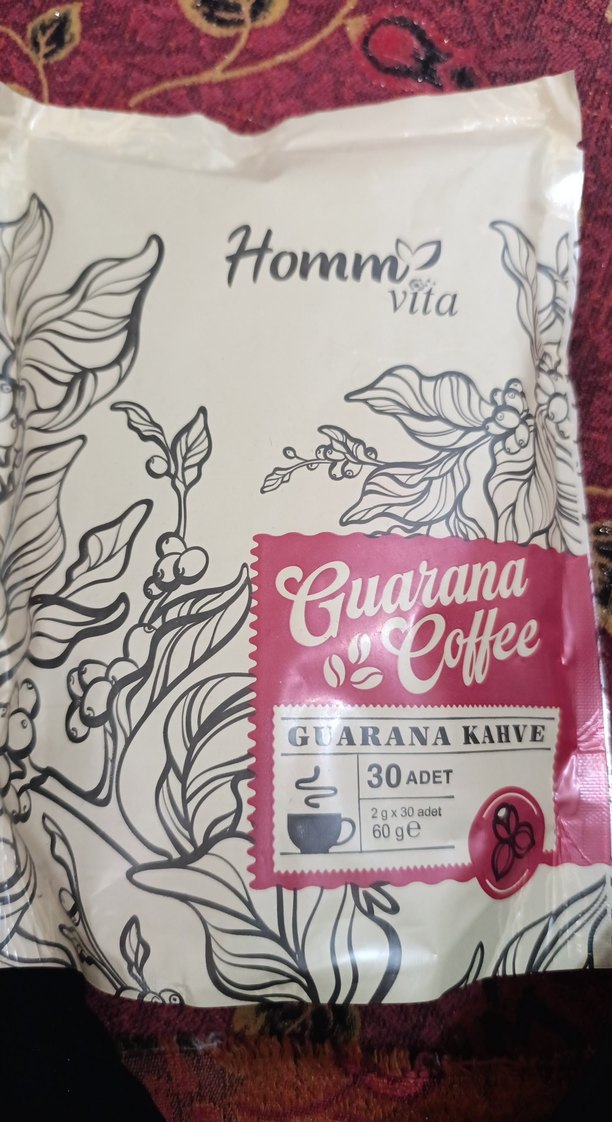 Homm
vita
Guarana
Coffee
GUARANA KAHVE
30 ADET
2 g x 30 adet
60 g℮